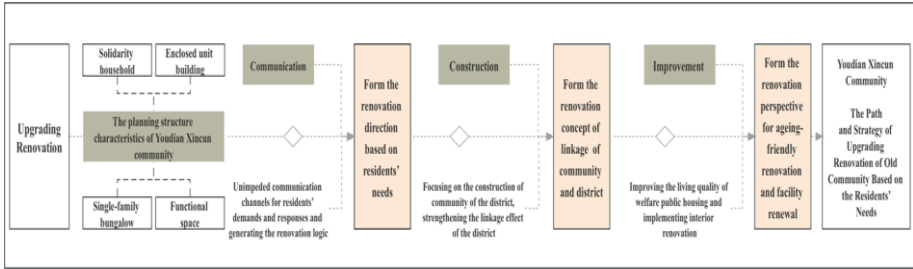 Upgrading
Renovation
Solidarity
household
Enclosed unit
building
The planning structure
characteristics of Youdian Xincun
community
Single-family
bungalow
Functional
space
Communication
Unimpeded communication
channels for residents'
demands and responses and
generating the renovation logic
Form the
renovation
direction
based on
residents'
needs
Construction
Focusing on the construction of
community of the district,
strengthening the linkage effect
of the district
Form the
renovation
concept of
linkage of
community
and district
Improvement
Improving the living quality of
welfare public housing and
implementing interior
renovation
Form the
renovation
perspective
for ageing-
friendly
renovation
and facility
renewal
Youdian Xincun
Community
The Path
and Strategy of
Upgrading
Renovation of Old
Community Based on
the Residents'
Needs